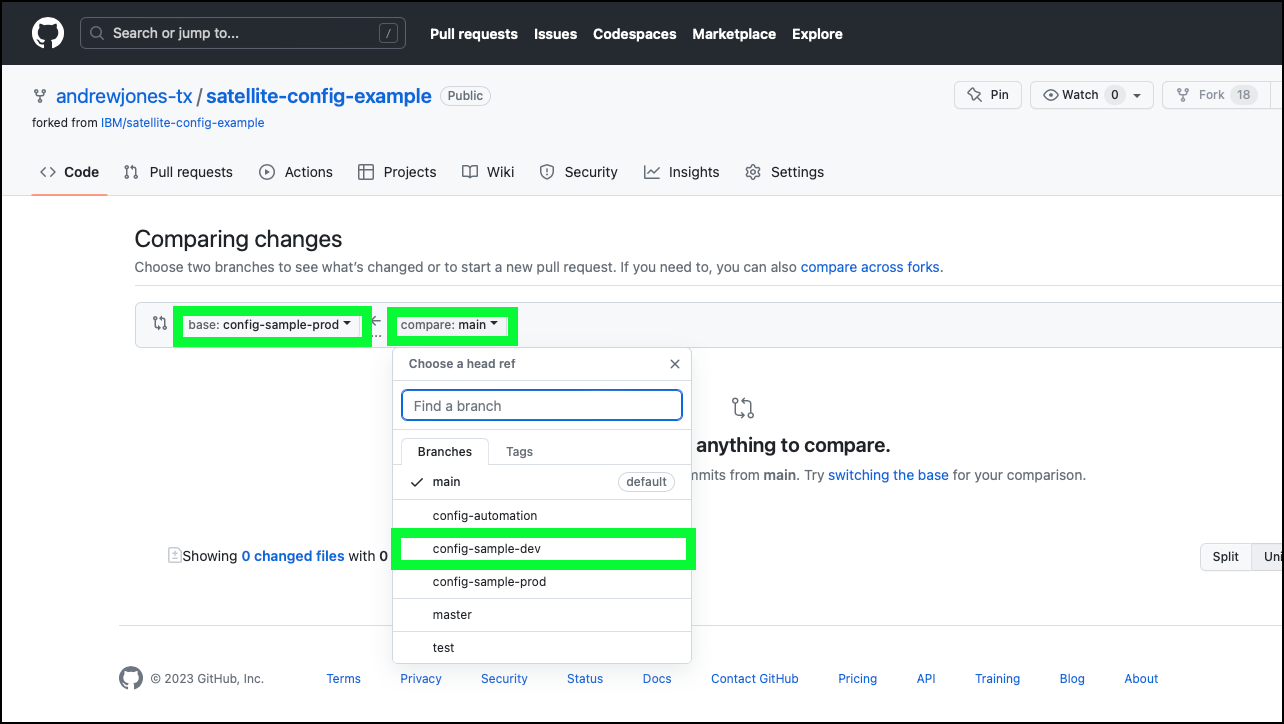 Search or jump to... / Pull requests Issues Codespaces Marketplace Explore
andrewjones-tx / satellite-config-example Public Pin Watch 0 Fork 18
forked from IBM/satellite-config-example
Code Pull requests Actions Projects Wiki Security Insights Settings
Comparing changes
Choose two branches to see what's changed or to start a new pull request. If you need to, you can also compare across forks.
base: config-sample-prod compare: main
...
Choose a head ref
Find a branch
anything to compare.
Branches Tags
from main. Try switching the base for your comparison.
main default
config-automation
config-sample-dev
Showing 0 changed files with 0 Split
config-sample-prod
master
test
© 2023 GitHub, Inc. Terms Privacy Security Status Docs Contact GitHub Pricing API Training Blog About